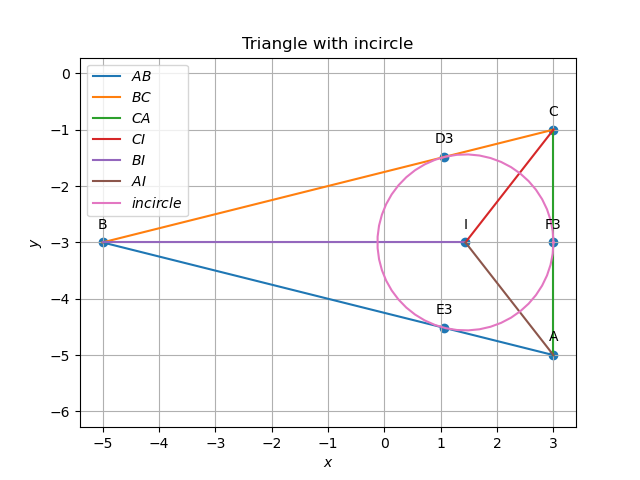 Triangle with incircle
AB
BC
CA
CI
BI
AI
incircle
C
D3
B
I
F3
E3
A
0
−1
−2
−3
−4
−5
−6
y
−5 −4 −3 −2 −1 0 1 2 3
x